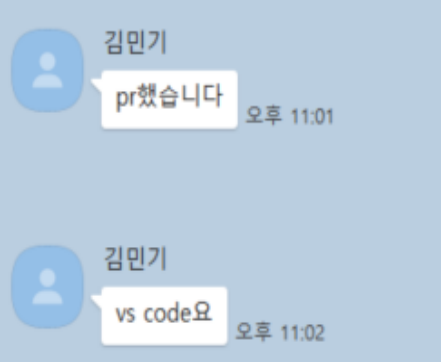 김민기
pr했습니다
오후 11:01
김민기
vs code요
오후 11:02